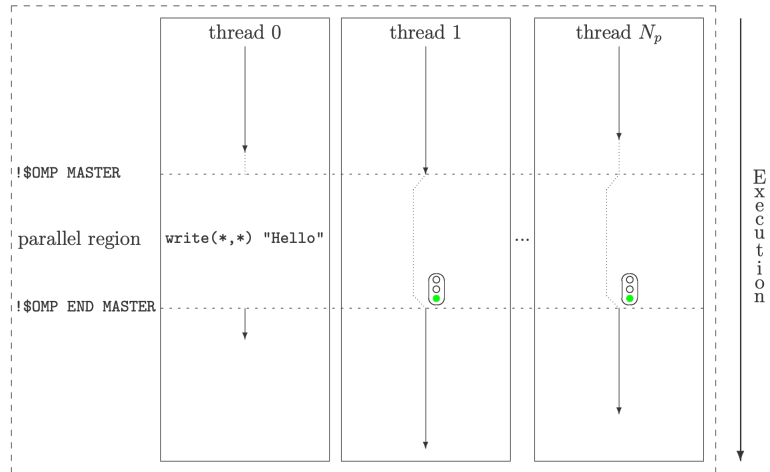 thread 0
thread 1
thread N_p
!$OMP MASTER
parallel region
write(*,*) "Hello"
...
!$OMP END MASTER
Execution